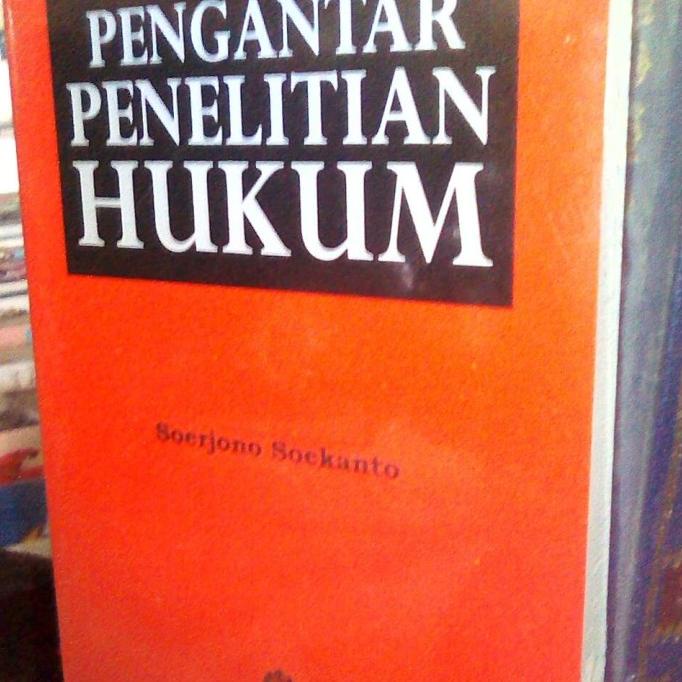 PENGANTAR
PENELITIAN
HUKUM
Soerjono Soekanto